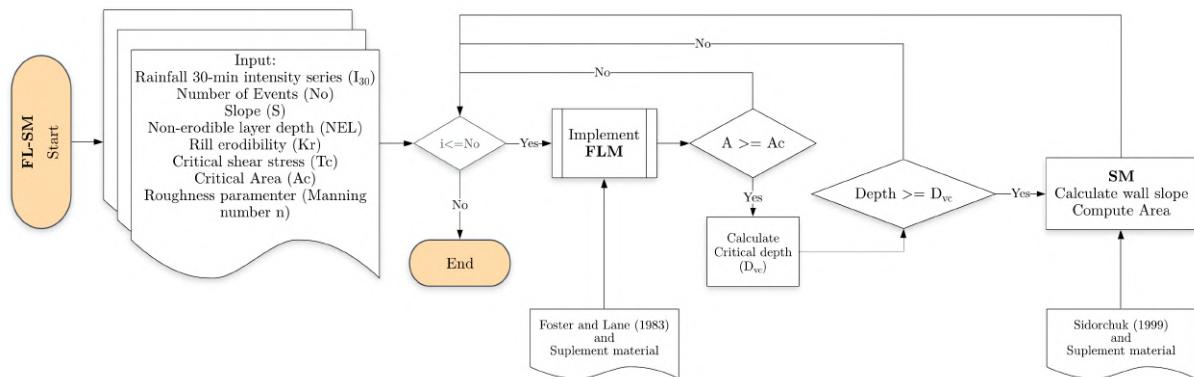 FL-SM
Start
Input:
Rainfall 30-min intensity series (I₃₀)
Number of Events (No)
Slope (S)
Non-erodible layer depth (NEL)
Rill erodibility (Kr)
Critical shear stress (Tc)
Critical Area (Ac)
Roughness paramenter (Manning
number n)
i<=No
Yes
No
End
Implement
FLM
Foster and Lane (1983)
and
Suplement material
A >= Ac
No
Yes
Calculate
Critical depth
(Dᵥc)
Depth >= Dᵥc
No
Yes
SM
Calculate wall slope
Compute Area
Sidorchuk (1999)
and
Suplement material